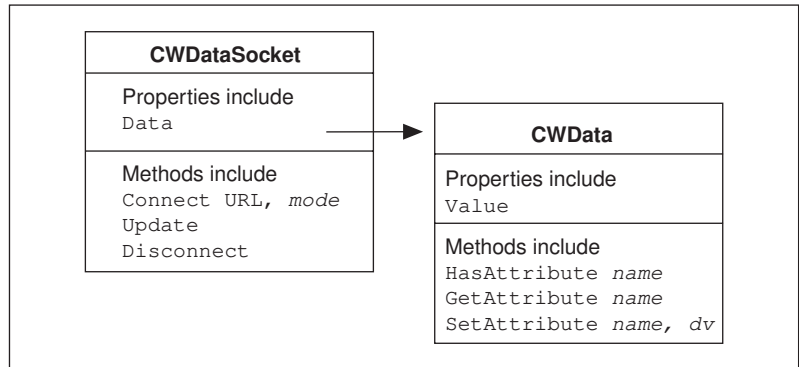 CWDataSocket
Properties include
Data
Methods include
Connect URL, mode
Update
Disconnect
CWData
Properties include
Value
Methods include
HasAttribute name
GetAttribute name
SetAttribute name, dv